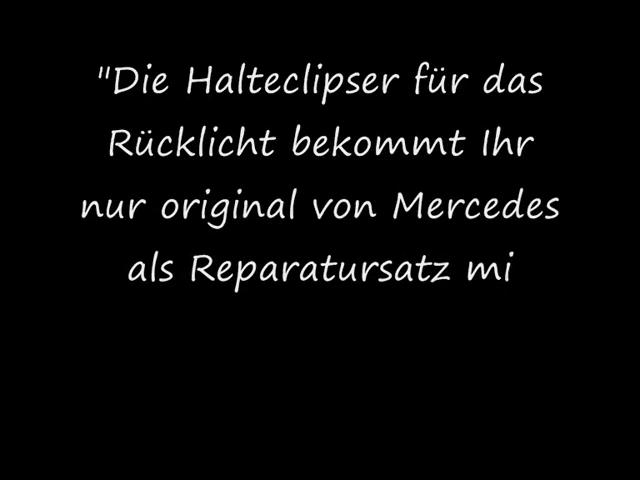 "Die Halteclipser für das
Rücklicht bekommt Ihr
nur original von Mercedes
als Reparatursatz mi